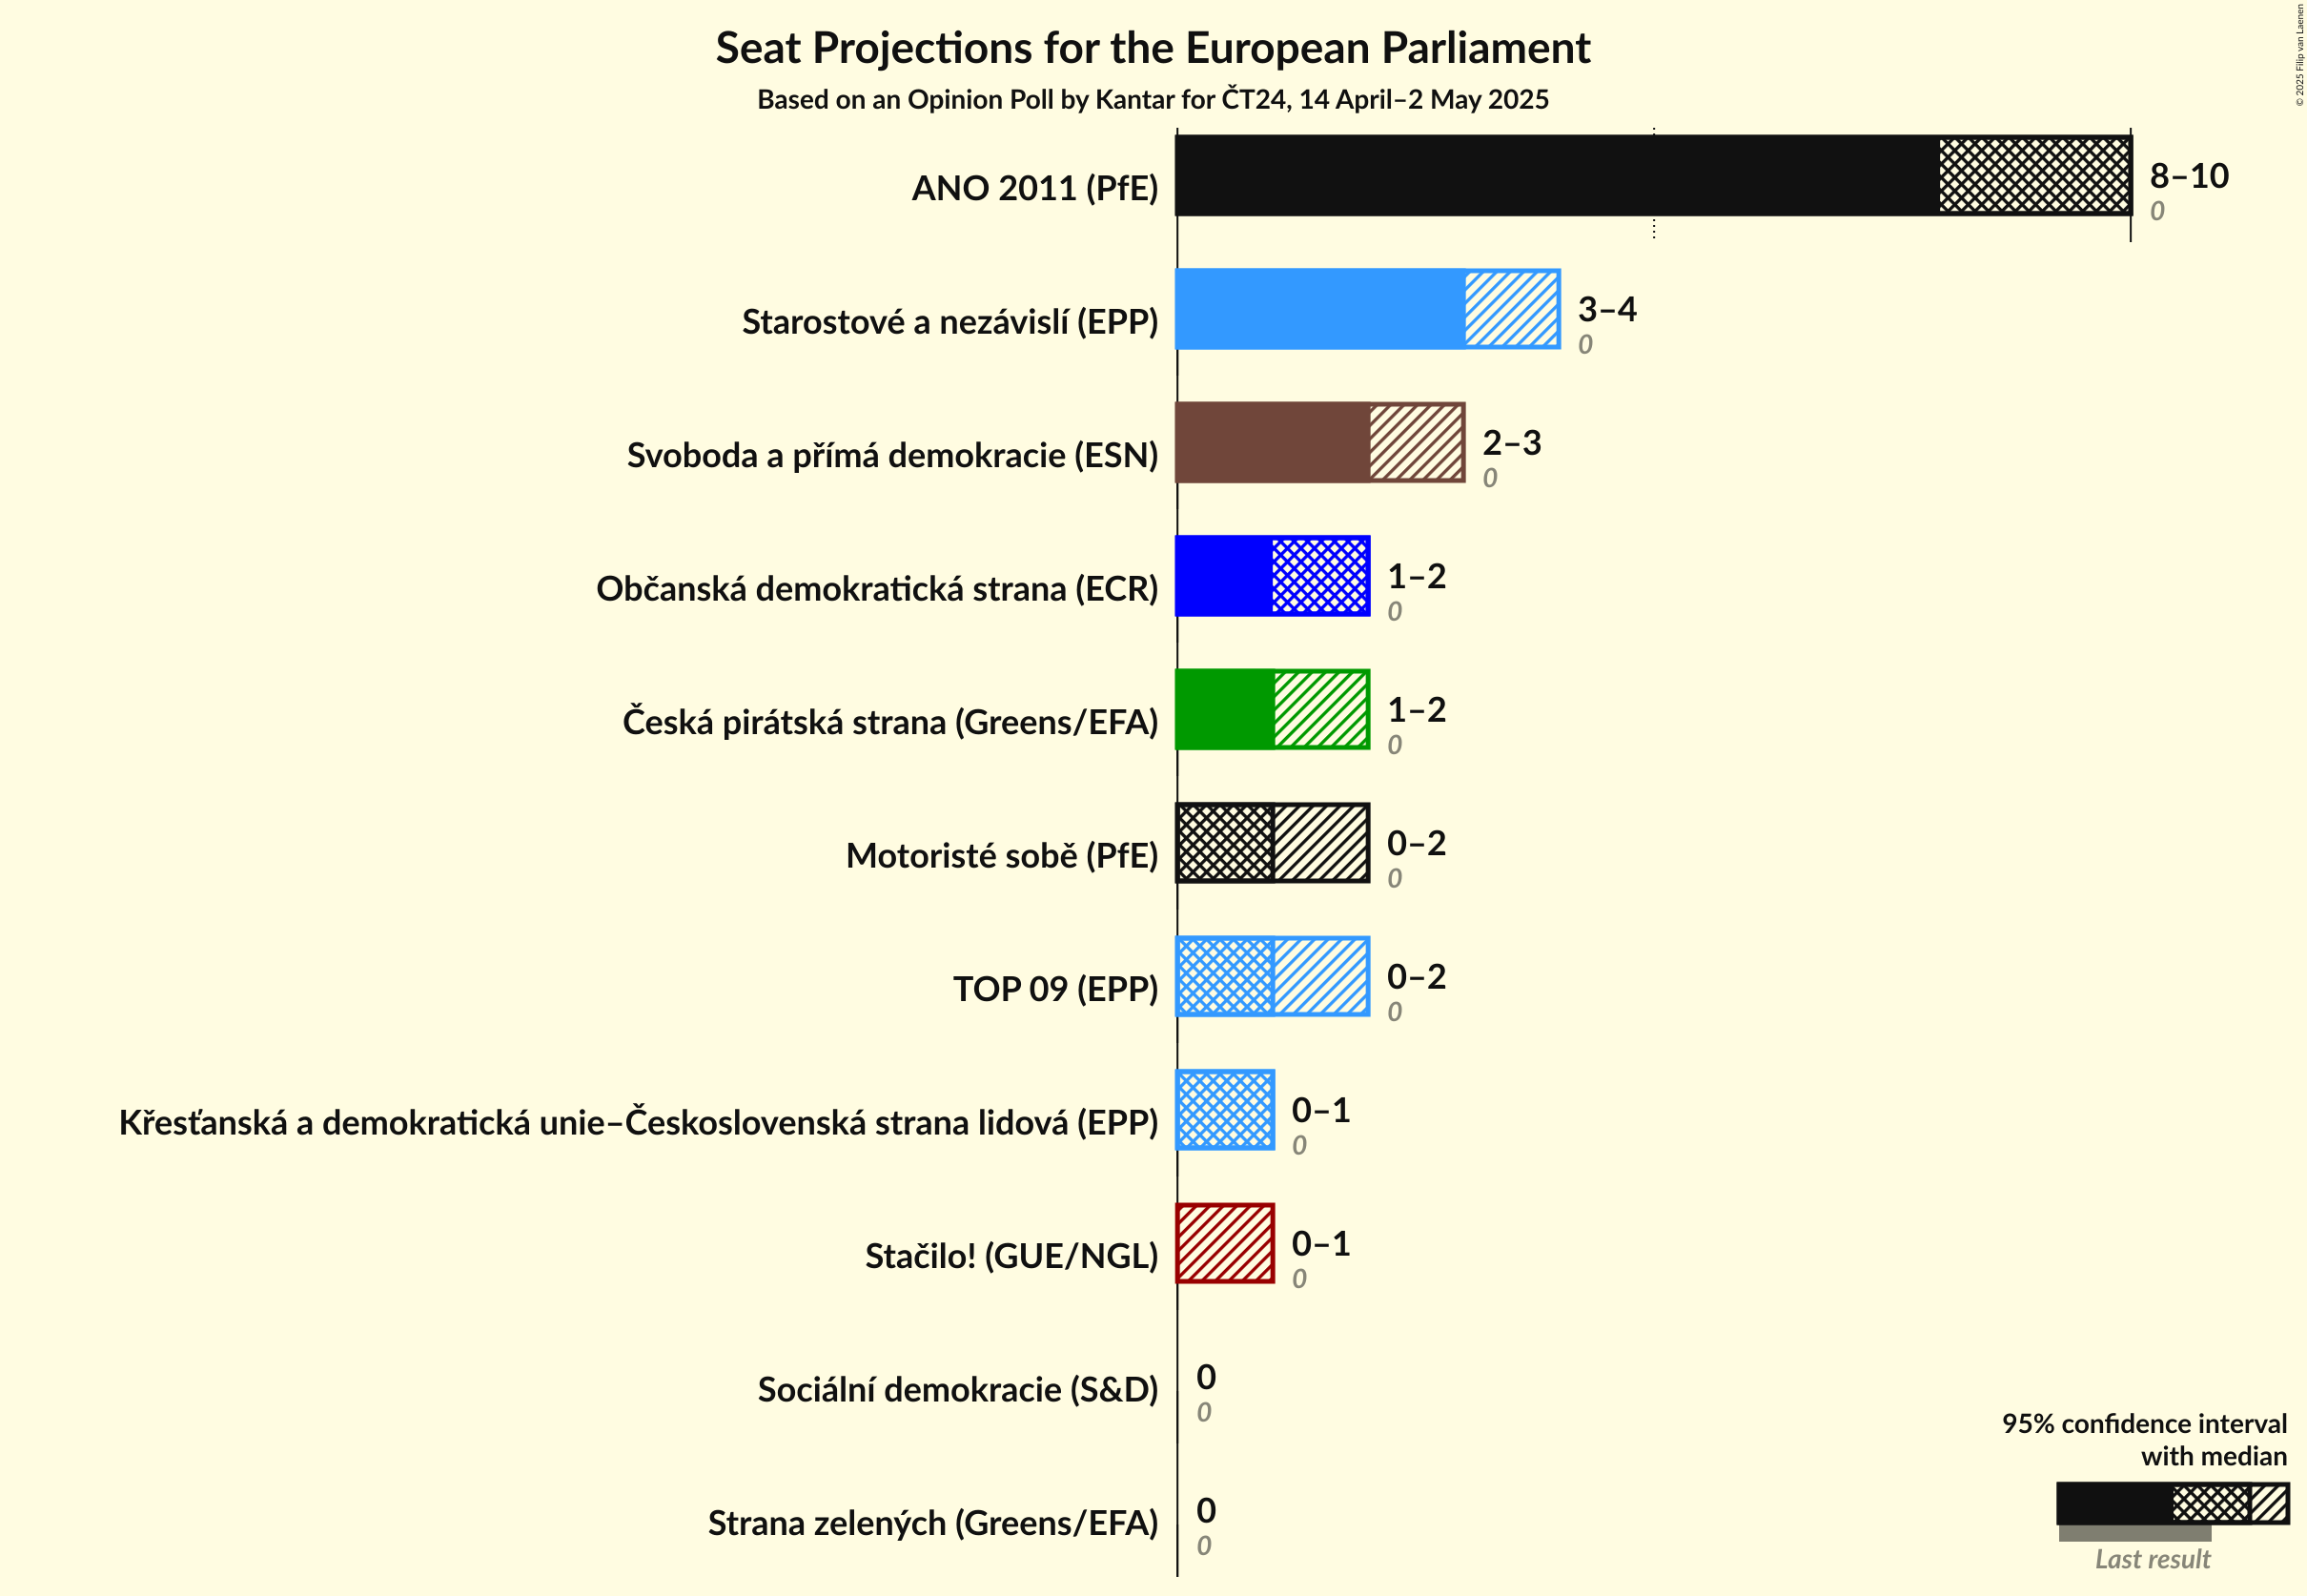 Seat Projections for the European Parliament
Based on an Opinion Poll by Kantar for ČT24, 14 April–2 May 2025
© 2025 Filip van Laenen
ANO 2011 (PfE)
8–10
0
Starostové a nezávislí (EPP)
3–4
0
Svoboda a přímá demokracie (ESN)
2–3
0
Občanská demokratická strana (ECR)
1–2
0
Česká pirátská strana (Greens/EFA)
1–2
0
Motoristé sobě (PfE)
0–2
0
TOP 09 (EPP)
0–2
0
Křesťanská a demokratická unie–Československá strana lidová (EPP)
0–1
0
Stačilo! (GUE/NGL)
0–1
0
Sociální demokracie (S&D)
0
0
Strana zelených (Greens/EFA)
0
0
95% confidence interval
with median
Last result